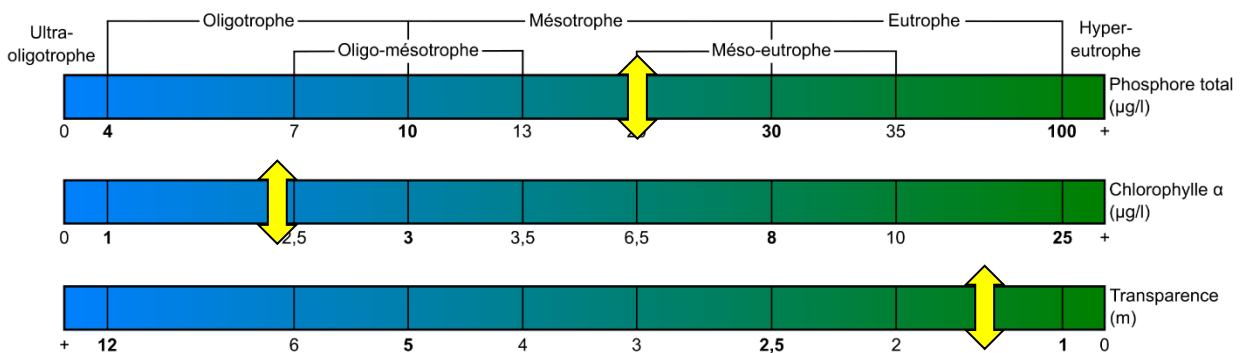 Oligotrophe Mésotrophe Eutrophe
Ultra-
oligotrophe
Hyper-
eutrophe
Oligo-mésotrophe Méso-eutrophe
Phosphore total
(µg/l)
0 4 7 10 13 30 35 100 +
Chlorophylle α
(µg/l)
0 1 2,5 3 3,5 6,5 8 10 25 +
Transparence
(m)
+ 12 6 5 4 3 2,5 2 1 0